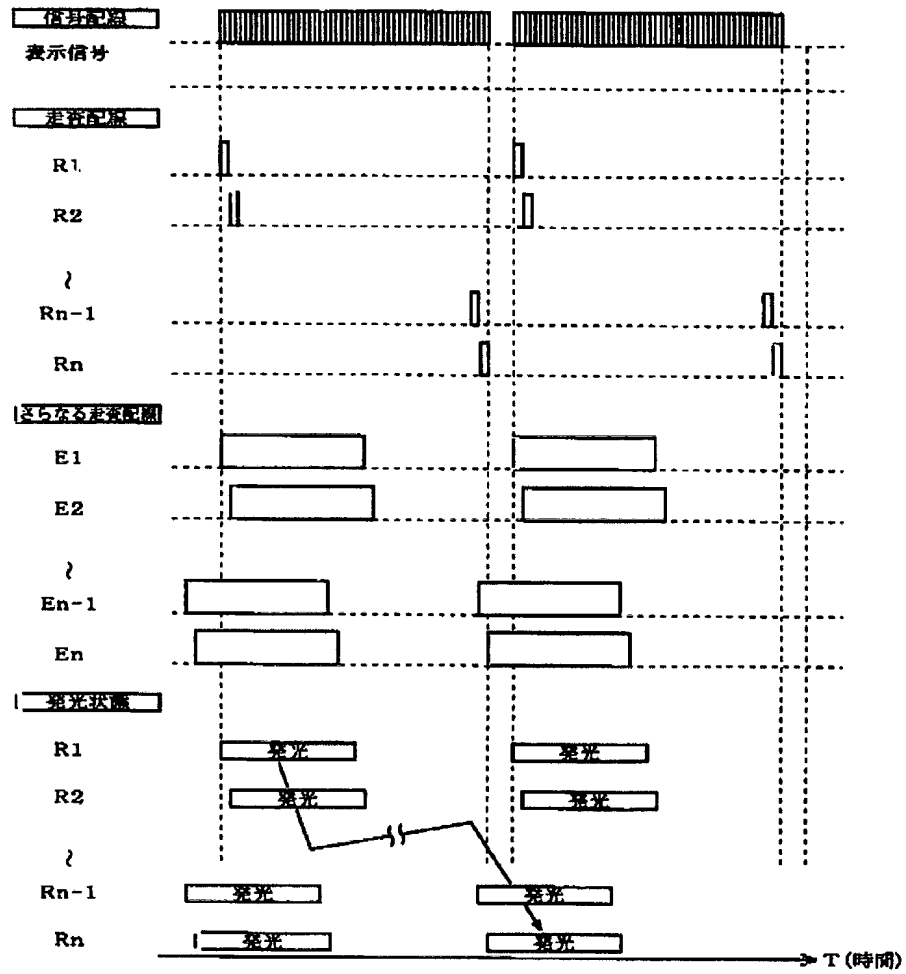 信号配線
表示信号
走査配線
R1
R2
~
Rn-1
Rn
さらなる走査配線
E1
E2
~
En-1
En
発光状態
R1 発光 発光
R2 発光 発光
~
Rn-1 発光 発光
Rn 発光 発光
T(時間)